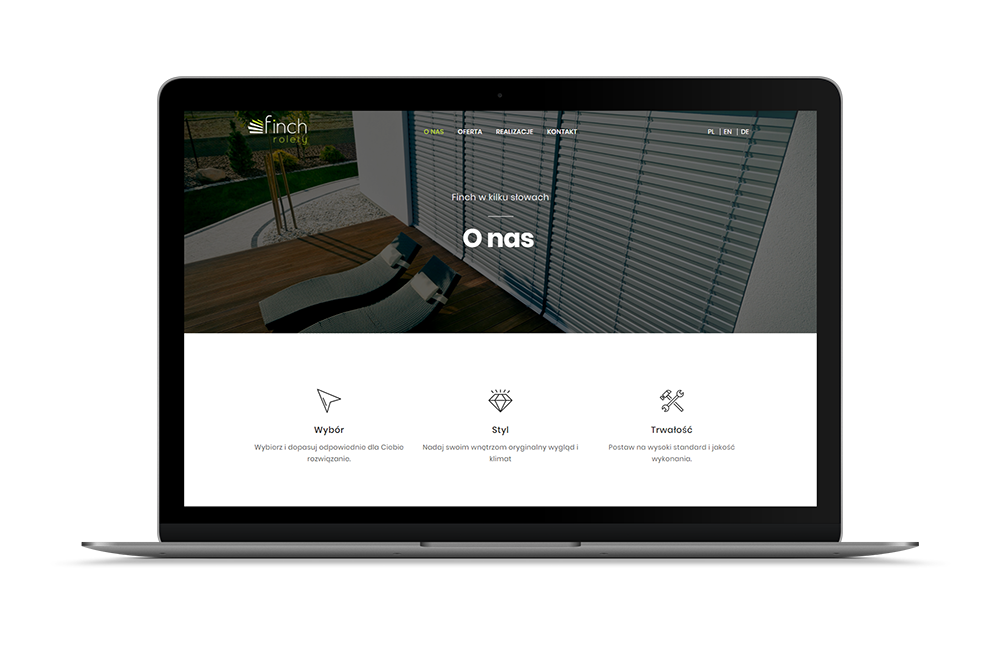 finch
rolety
O NAS OFERTA REALIZACJE KONTAKT
PL | EN | DE
Finch w kilku słowach
O nas
Wybór
Wybierz i dopasuj odpowiednie dla Ciebie
rozwiązanie.
Styl
Nadaj swoim wnętrzom oryginalny wygląd i
klimat
Trwałość
Postaw na wysoki standard i jakość
wykonania.